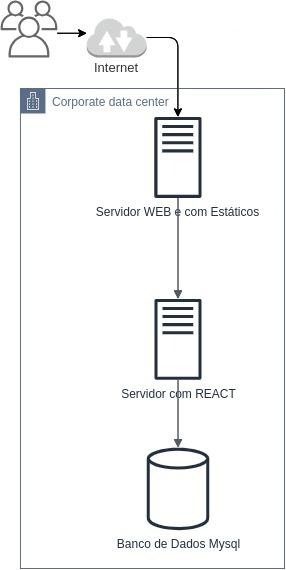 Internet
Corporate data center
Servidor WEB e com Estáticos
Servidor com REACT
Banco de Dados Mysql